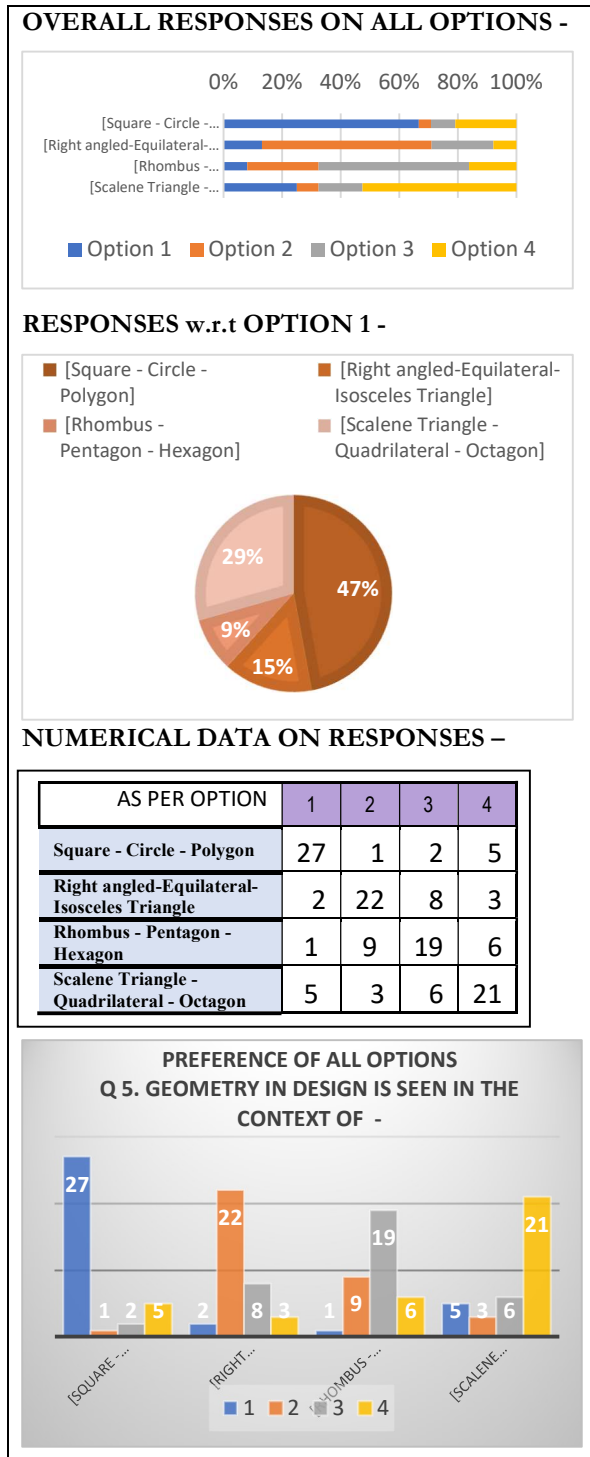 OVERALL RESPONSES ON ALL OPTIONS -
0% 20% 40% 60% 80% 100%
[Square - Circle -...
[Right angled-Equilateral-...
[Rhombus -...
[Scalene Triangle -...
Option 1 Option 2 Option 3 Option 4
RESPONSES w.r.t OPTION 1 -
[Square - Circle -
Polygon]
[Right angled-Equilateral-
Isosceles Triangle]
[Rhombus -
Pentagon - Hexagon]
[Scalene Triangle -
Quadrilateral - Octagon]
29%
47%
9%
15%
NUMERICAL DATA ON RESPONSES –
AS PER OPTION 1 2 3 4
Square - Circle - Polygon 27 1 2 5
Right angled-Equilateral-
Isosceles Triangle 2 22 8 3
Rhombus - Pentagon -
Hexagon 1 9 19 6
Scalene Triangle -
Quadrilateral - Octagon 5 3 6 21
PREFERENCE OF ALL OPTIONS
Q 5. GEOMETRY IN DESIGN IS SEEN IN THE
CONTEXT OF -
27 1 2 5 2 22 8 3 1 9 19 6 5 3 6 21
[SQUARE -...
[RIGHT...
[RHOMBUS -...
[SCALENE...
1 2 3 4